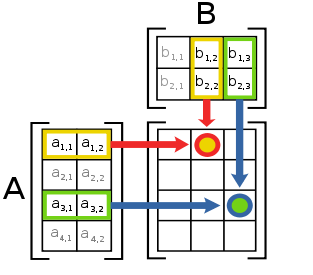 B
b1,1 b1,2 b1,3
b2,1 b2,2 b2,3
A
a1,1 a1,2
a2,1 a2,2
a3,1 a3,2
a4,1 a4,2